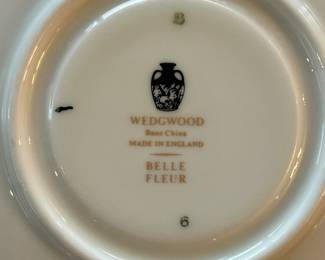 B
WEDGWOOD
Bone China
MADE IN ENGLAND
BELLE
FLEUR
6